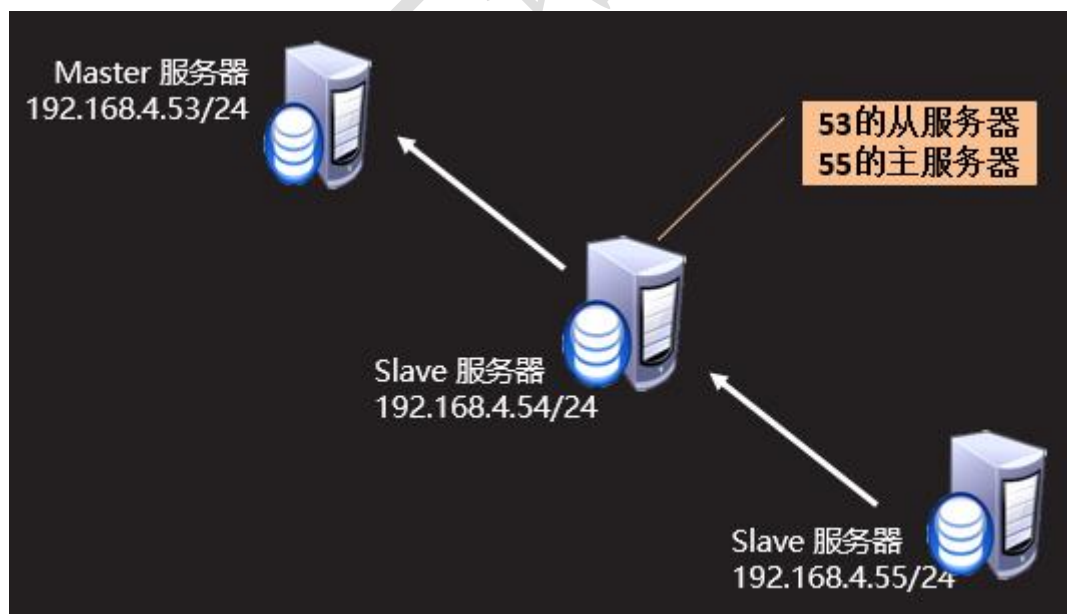 Master 服务器
192.168.4.53/24
53的从服务器
55的主服务器
Slave 服务器
192.168.4.54/24
Slave 服务器
192.168.4.55/24